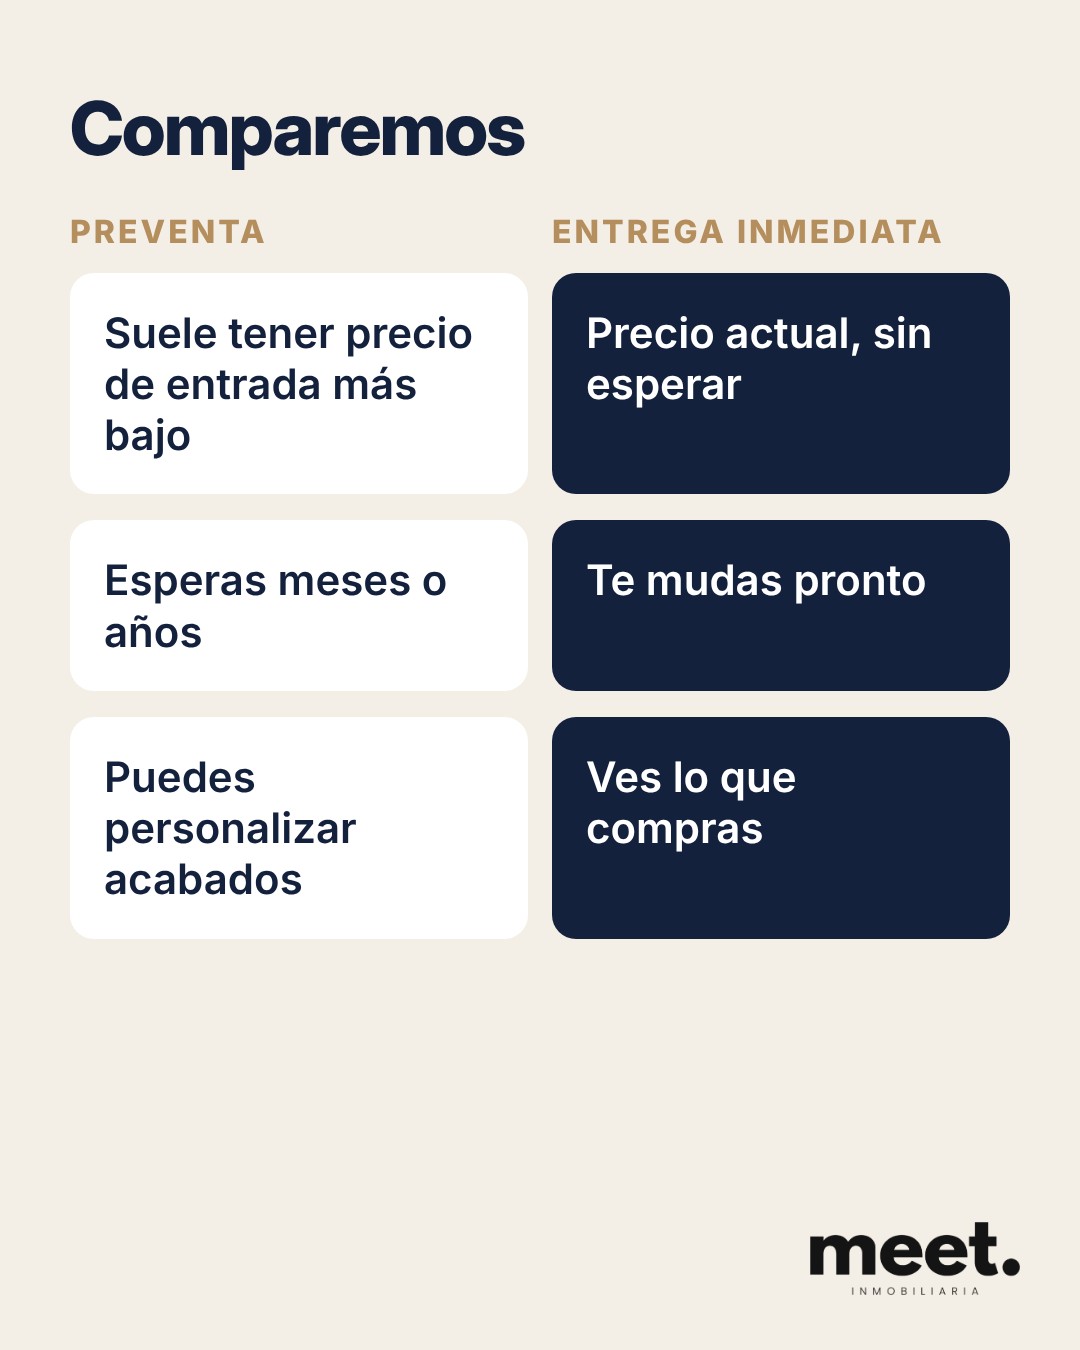 Comparemos
PREVENTA
ENTREGA INMEDIATA
Suele tener precio
de entrada más
bajo
Precio actual, sin
esperar
Esperas meses o
años
Te mudas pronto
Puedes
personalizar
acabados
Ves lo que
compras
meet.
INMOBILIARIA